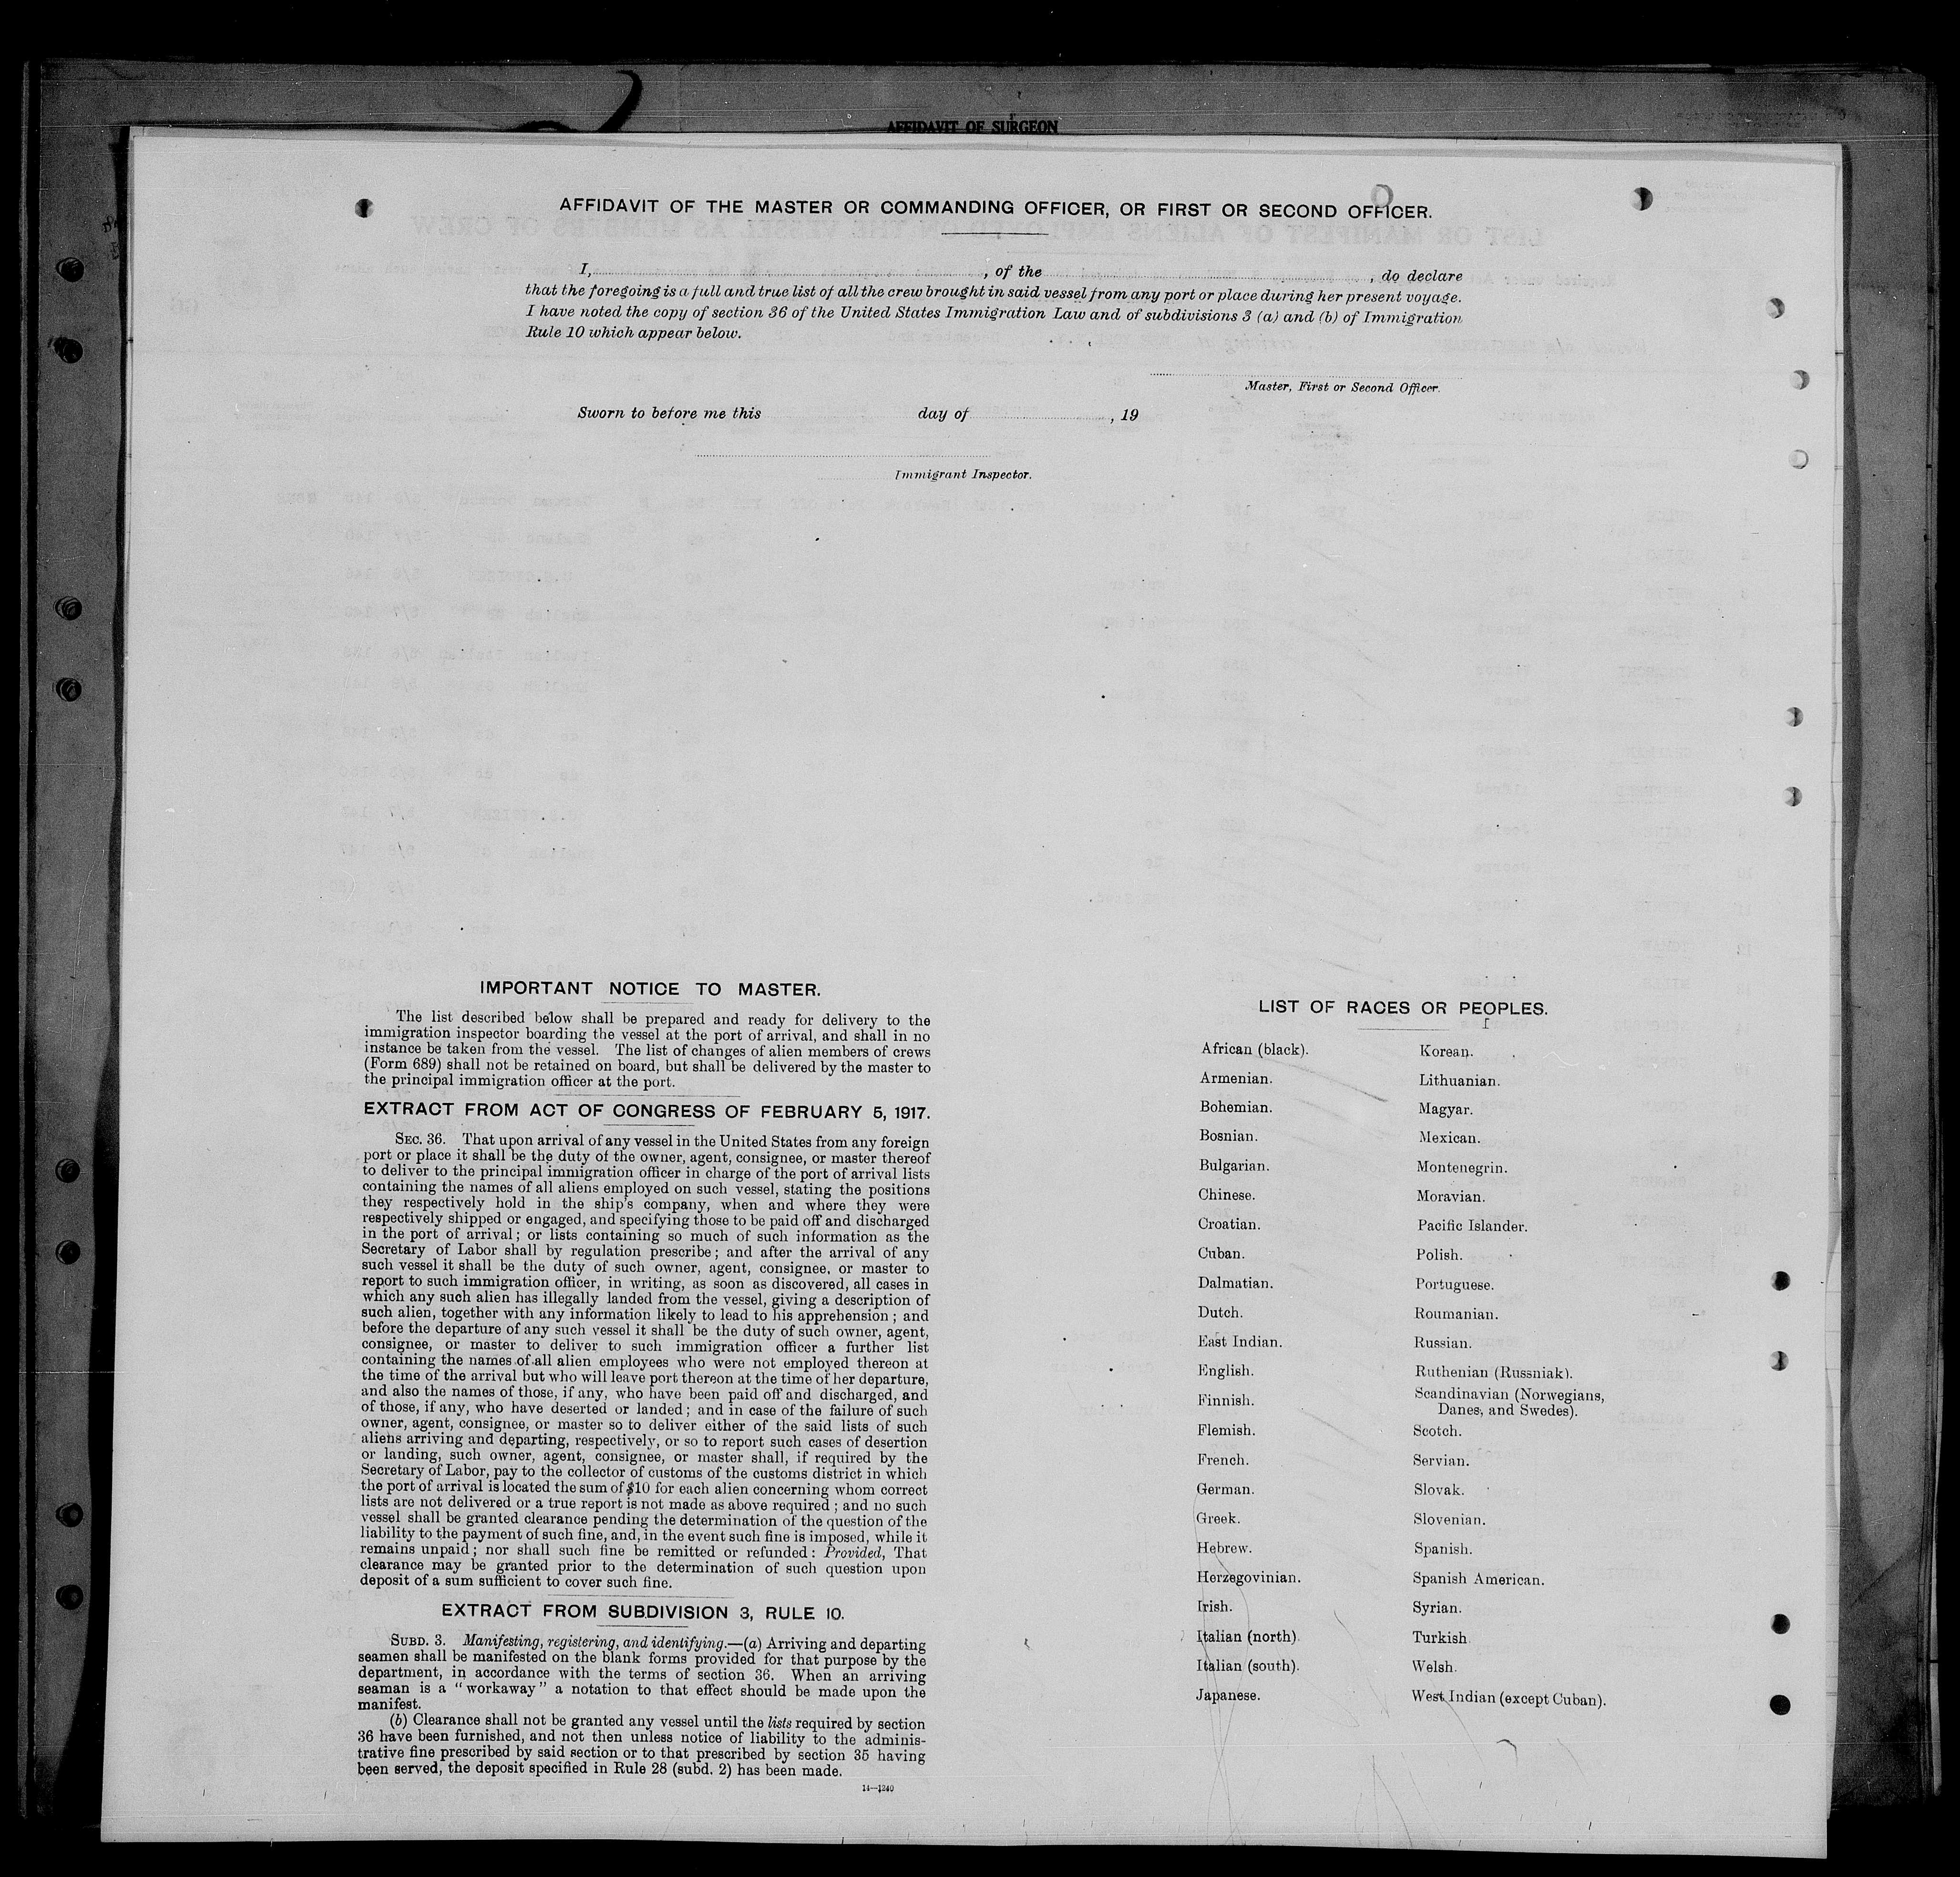 AFFIDAVIT OF SURGEON
AFFIDAVIT OF THE MASTER OR COMMANDING OFFICER, OR FIRST OR SECOND OFFICER.
LIST OR MANIFEST OF ALIENS EMPLOYED ON THE VESSEL AS MEMBERS OF CREW
I, , of the , do declare
that the foregoing is a full and true list of all the crew brought in said vessel from any port or place during her present voyage.
I have noted the copy of section 36 of the United States Immigration Law and of subdivisions 3 (a) and (b) of Immigration
Rule 10 which appear below.
Master, First or Second Officer.
Sworn to before me this day of , 19
Immigrant Inspector.
IMPORTANT NOTICE TO MASTER.
The list described below shall be prepared and ready for delivery to the
immigration inspector boarding the vessel at the port of arrival, and shall in no
instance be taken from the vessel. The list of changes of alien members of crews
(Form 689) shall not be retained on board, but shall be delivered by the master to
the principal immigration officer at the port.
EXTRACT FROM ACT OF CONGRESS OF FEBRUARY 5, 1917.
SEC. 36. That upon arrival of any vessel in the United States from any foreign
port or place it shall be the duty of the owner, agent, consignee, or master thereof
to deliver to the principal immigration officer in charge of the port of arrival lists
containing the names of all aliens employed on such vessel, stating the positions
they respectively hold in the ship's company, when and where they were
respectively shipped or engaged, and specifying those to be paid off and discharged
in the port of arrival; or lists containing so much of such information as the
Secretary of Labor shall by regulation prescribe; and after the arrival of any
such vessel it shall be the duty of such owner, agent, consignee, or master to
report to such immigration officer, in writing, as soon as discovered, all cases in
which any such alien has illegally landed from the vessel, giving a description of
such alien, together with any information likely to lead to his apprehension; and
before the departure of any such vessel it shall be the duty of such owner, agent,
consignee, or master to deliver to such immigration officer a further list
containing the names of all alien employees who were not employed thereon at
the time of the arrival but who will leave port thereon at the time of her departure,
and also the names of those, if any, who have been paid off and discharged, and
of those, if any, who have deserted or landed; and in case of the failure of such
owner, agent, consignee, or master so to deliver either of the said lists of such
aliens arriving and departing, respectively, or so to report such cases of desertion
or landing, such owner, agent, consignee, or master shall, if required by the
Secretary of Labor, pay to the collector of customs of the customs district in which
the port of arrival is located the sum of $10 for each alien concerning whom correct
lists are not delivered or a true report is not made as above required; and no such
vessel shall be granted clearance pending the determination of the question of the
liability to the payment of such fine, and, in the event such fine is imposed, while it
remains unpaid; nor shall such fine be remitted or refunded: Provided, That
clearance may be granted prior to the determination of such question upon
deposit of a sum sufficient to cover such fine.
EXTRACT FROM SUBDIVISION 3, RULE 10.
SUBD. 3. Manifesting, registering, and identifying.—(a) Arriving and departing
seamen shall be manifested on the blank forms provided for that purpose by the
department, in accordance with the terms of section 36. When an arriving
seaman is a "workaway" a notation to that effect should be made upon the
manifest.
(b) Clearance shall not be granted any vessel until the lists required by section
36 have been furnished, and not then unless notice of liability to the adminis-
trative fine prescribed by said section or to that prescribed by section 35 having
been served, the deposit specified in Rule 28 (subd. 2) has been made.
14—1240
LIST OF RACES OR PEOPLES.
African (black).
Armenian.
Bohemian.
Bosnian.
Bulgarian.
Chinese.
Croatian.
Cuban.
Dalmatian.
Dutch.
East Indian.
English.
Finnish.
Flemish.
French.
German.
Greek.
Hebrew.
Herzegovinian.
Irish.
Italian (north).
Italian (south).
Japanese.
Korean.
Lithuanian.
Magyar.
Mexican.
Montenegrin.
Moravian.
Pacific Islander.
Polish.
Portuguese.
Roumanian.
Russian.
Ruthenian (Russniak).
Scandinavian (Norwegians,
Danes, and Swedes).
Scotch.
Servian.
Slovak.
Slovenian.
Spanish.
Spanish American.
Syrian.
Turkish
Welsh.
West Indian (except Cuban).